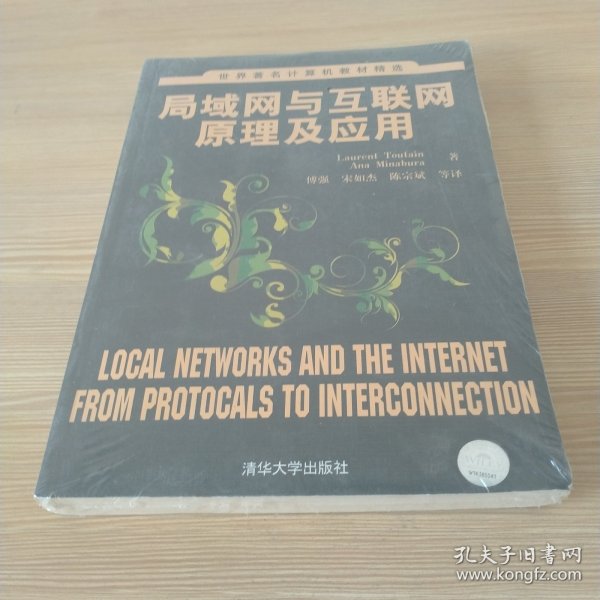 世界著名计算机教材精选
局域网与互联网
原理及应用
Laurent Toutain
Ana Minaburu 著
傅强 宋如杰 陈宗斌 等译
LOCAL NETWORKS AND THE INTERNET
FROM PROTOCALS TO INTERCONNECTION
清华大学出版社
WILEY
孔夫子旧书网
www.kongfz.com